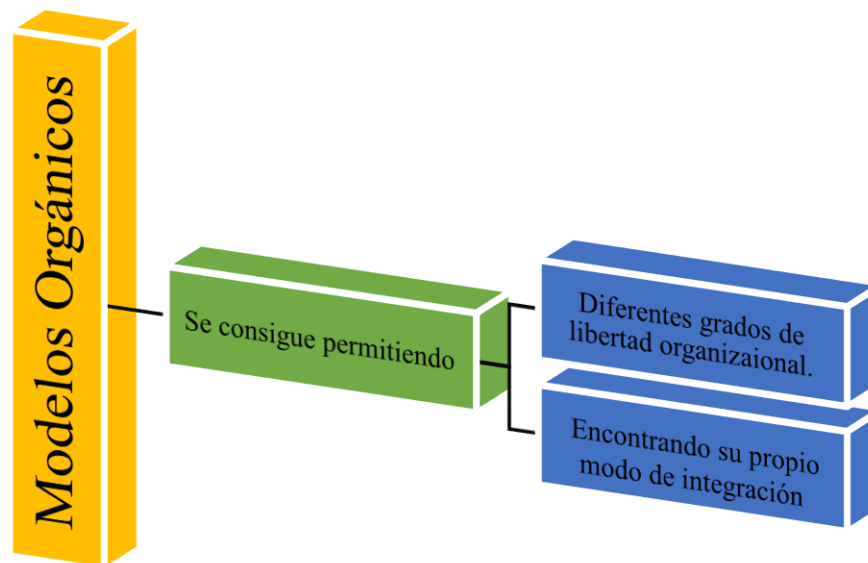 Modelos Orgánicos
Se consigue permitiendo
Diferentes grados de
libertad organizaional.
Encontrando su propio
modo de integración